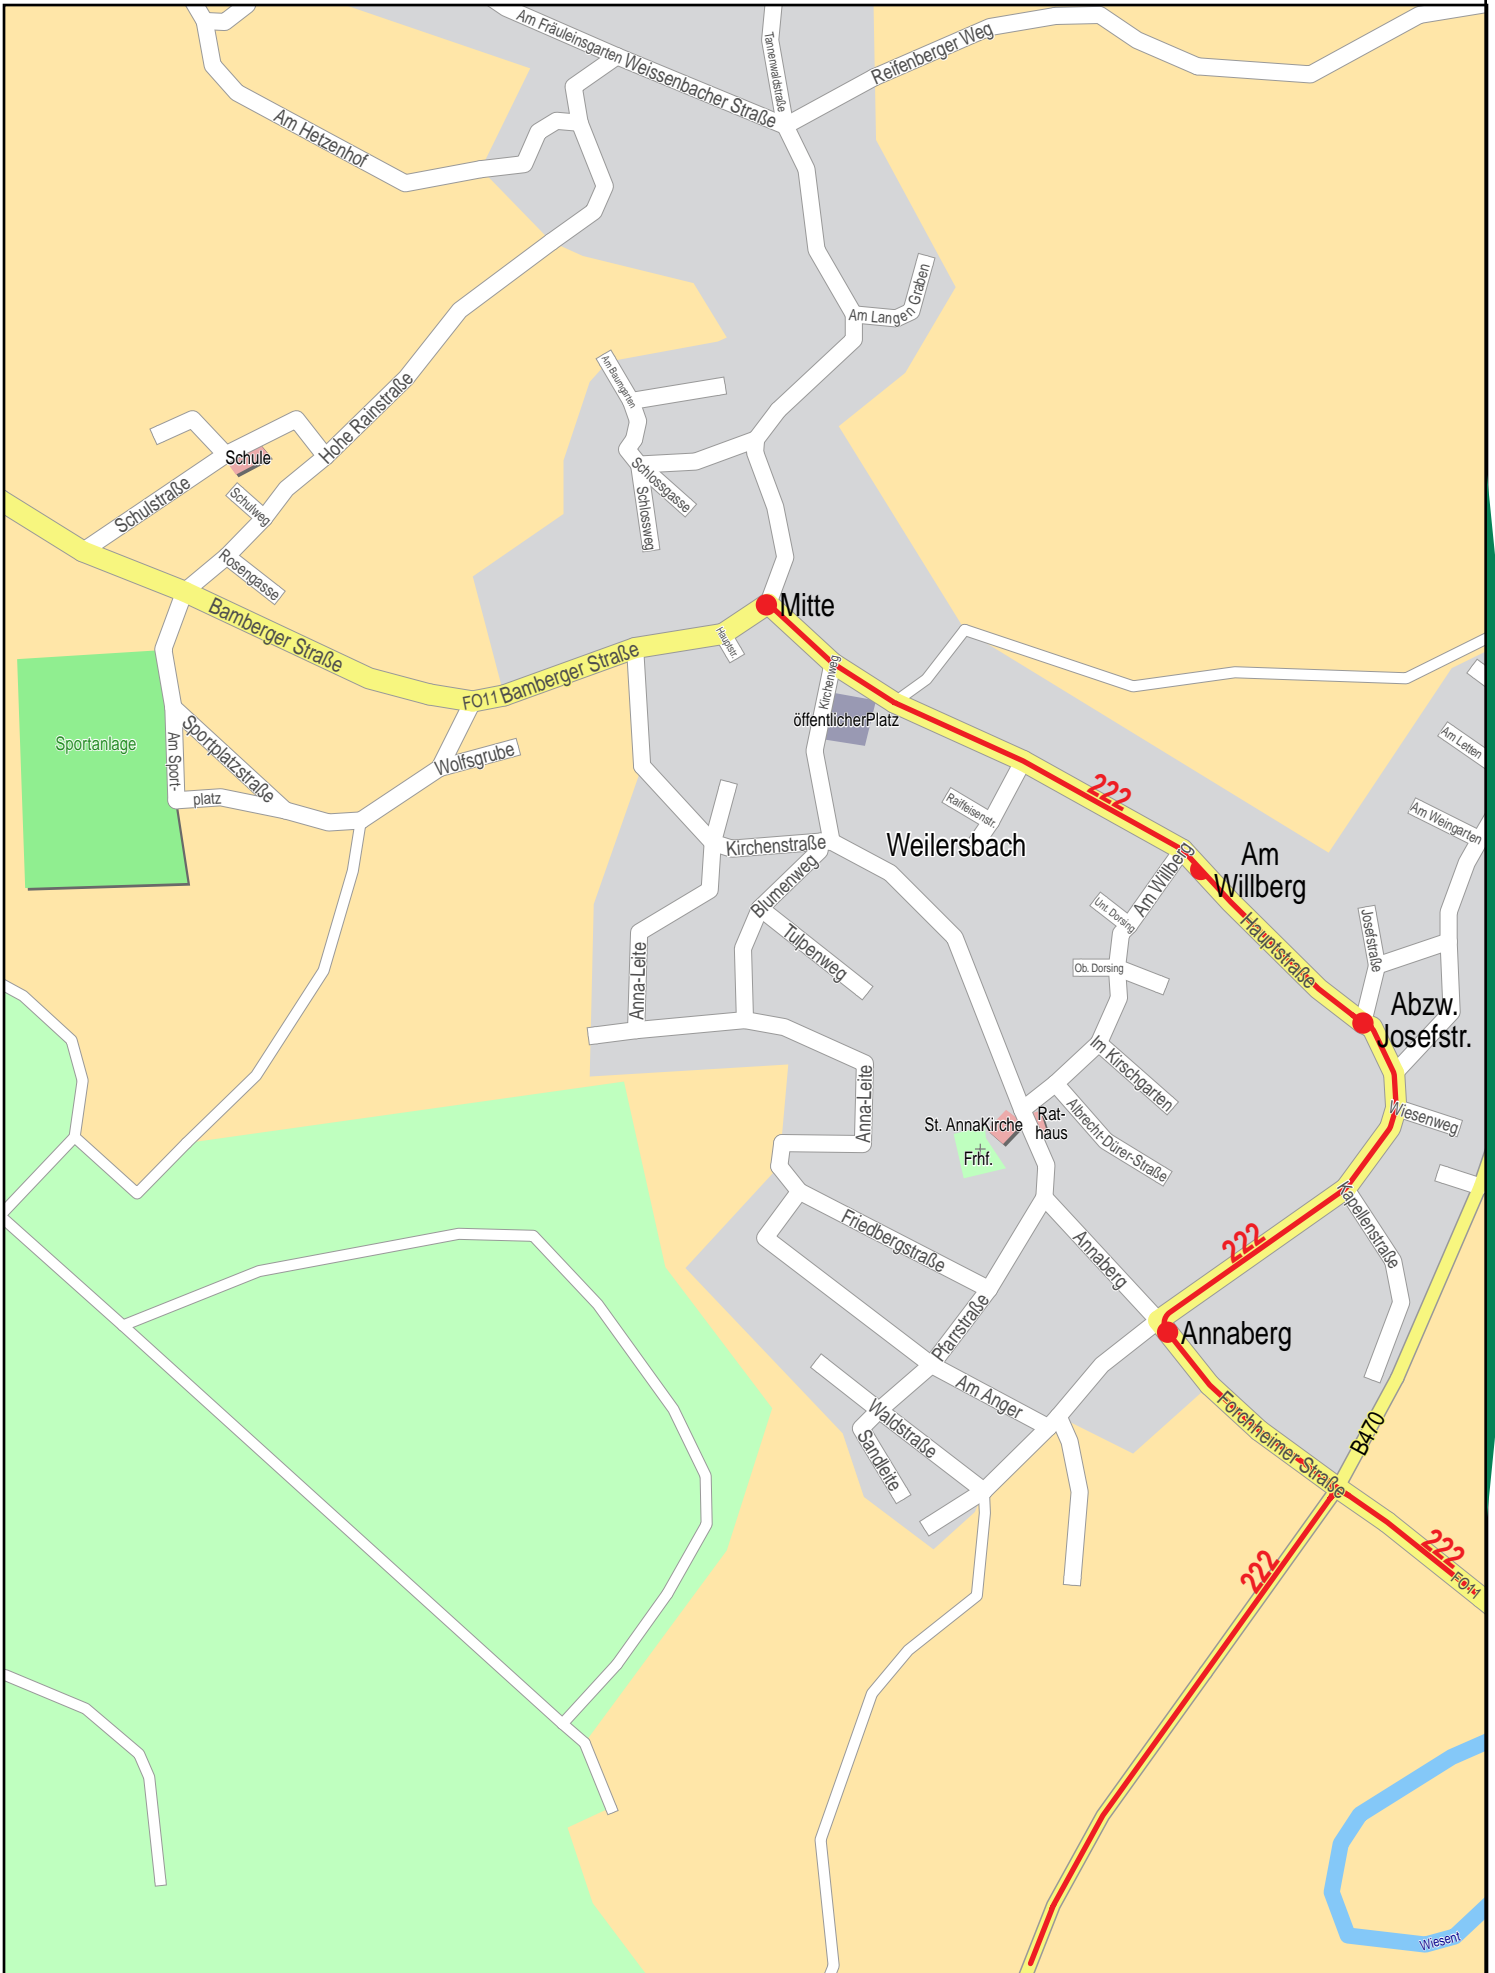 Am Fräuleinsgarten
Weissenbacher Straße
Tannenwaldstraße
Reifenberger Weg
Am Hetzenhof
Am Langen Graben
Am Baumgarten
Hohe Rainstraße
Schule
Schulstraße
Schulweg
Schlossgasse
Schlossweg
Rosengasse
Bamberger Straße
Mitte
Hauptstr.
FO11
Bamberger Straße
Kirchenweg
öffentlicherPlatz
Sportanlage
Am Sport-
platz
Sportplatzstraße
Wolfsgrube
Am Letten
222
Raiffeisenstr.
Am Weingarten
Kirchenstraße
Weilersbach
Am Willberg
Am
Willberg
Blumenweg
Unt. Dorsing
Tulpenweg
Hauptstraße
Josefstraße
Anna-Leite
Ob. Dorsing
Abzw.
Josefstr.
Im Kirschgarten
Anna-Leite
Wiesenweg
St. AnnaKirche
Rat-
haus
Albrecht-Dürer-Straße
Frhf.
Kapellenstraße
Friedbergstraße
Annaberg
222
Pfarrstraße
Annaberg
Am Anger
Waldstraße
Sandleite
Forchheimer Straße
B470
222
222
FO11
Wiesent